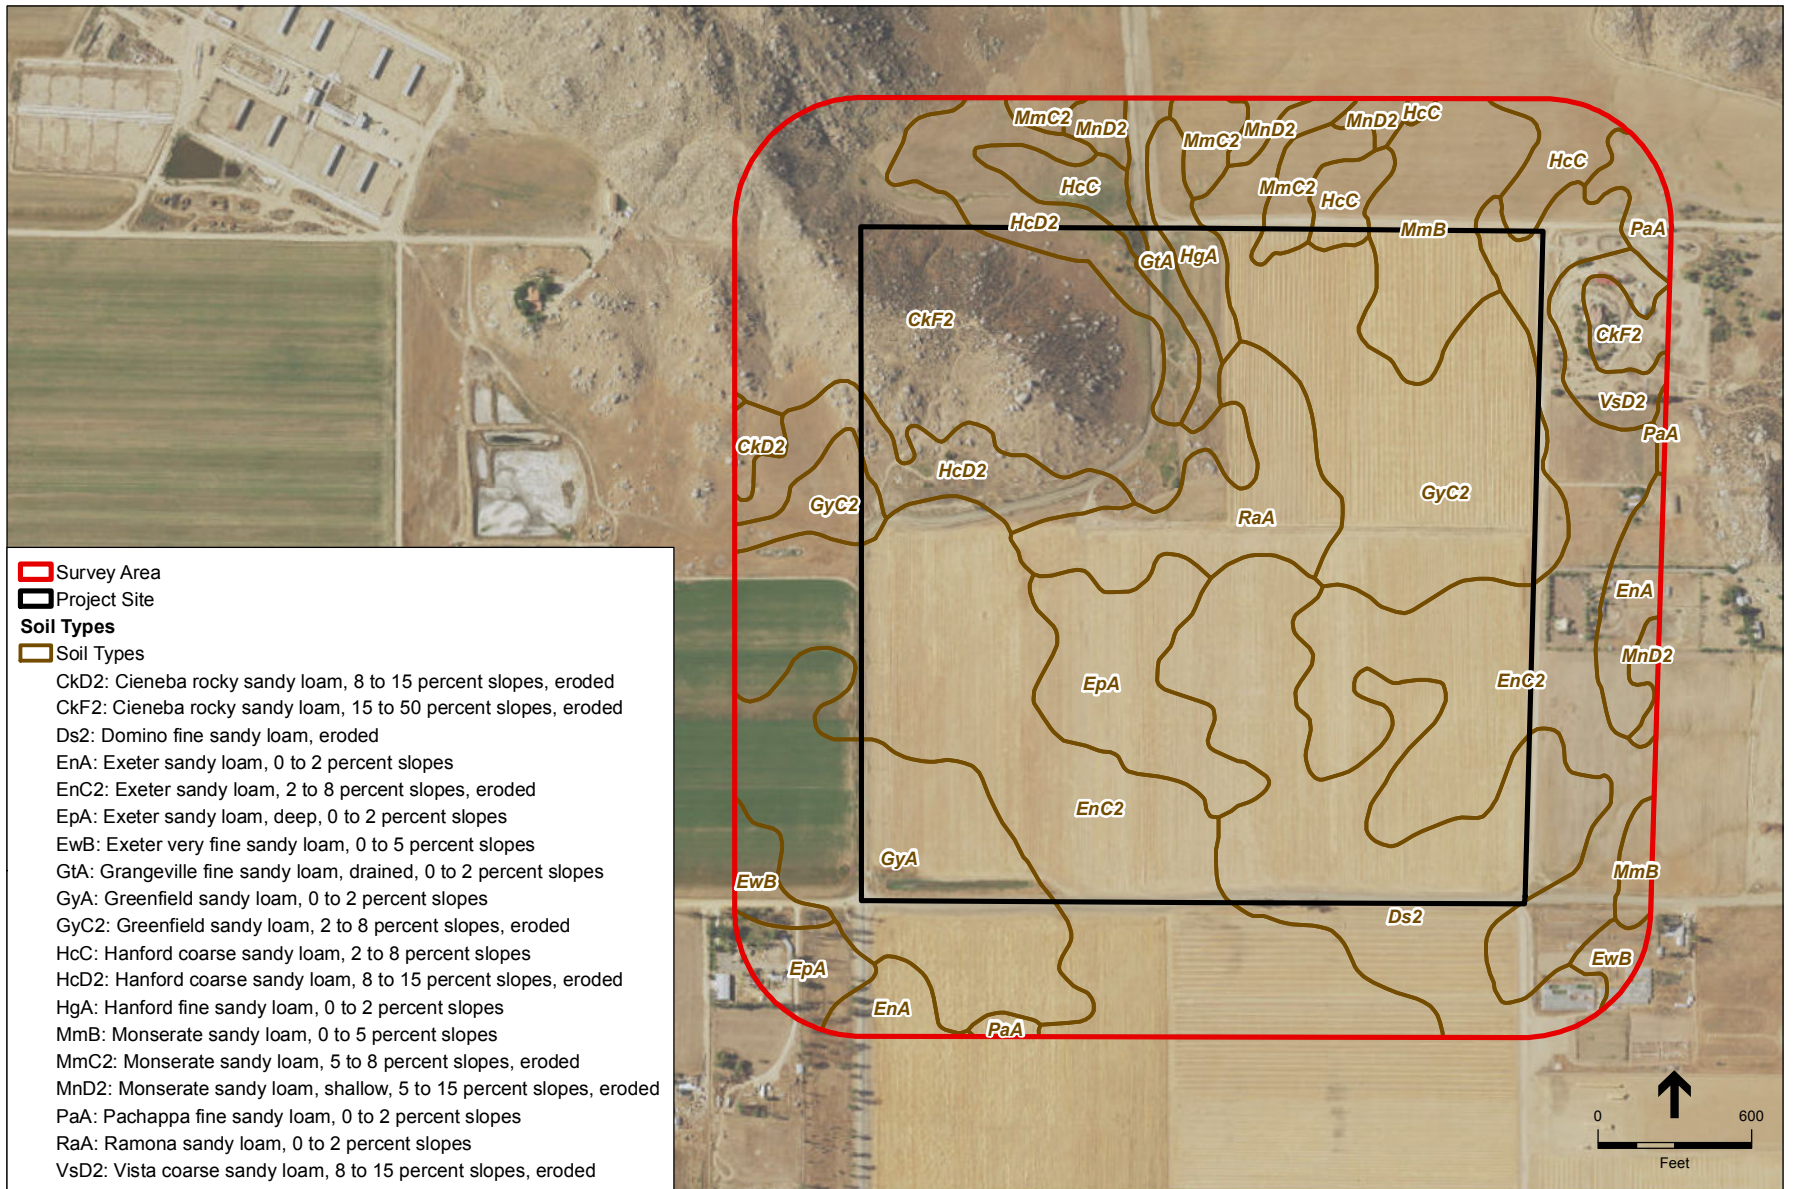 MmC2
MnD2
MmC2
MnD2
MnD2
HcC
HcC
HcC
MmC2
HcC
HcD2
MmB
PaA
GtA
HgA
CkF2
CkF2
VsD2
PaA
CkD2
HcD2
GyC2
GyC2
RaA
EnA
MnD2
EpA
EnC2
EnC2
GyA
EwB
MmB
Ds2
EwB
EpA
EnA
PaA
Survey Area
Project Site
Soil Types
Soil Types
CkD2: Cieneba rocky sandy loam, 8 to 15 percent slopes, eroded
CkF2: Cieneba rocky sandy loam, 15 to 50 percent slopes, eroded
Ds2: Domino fine sandy loam, eroded
EnA: Exeter sandy loam, 0 to 2 percent slopes
EnC2: Exeter sandy loam, 2 to 8 percent slopes, eroded
EpA: Exeter sandy loam, deep, 0 to 2 percent slopes
EwB: Exeter very fine sandy loam, 0 to 5 percent slopes
GtA: Grangeville fine sandy loam, drained, 0 to 2 percent slopes
GyA: Greenfield sandy loam, 0 to 2 percent slopes
GyC2: Greenfield sandy loam, 2 to 8 percent slopes, eroded
HcC: Hanford coarse sandy loam, 2 to 8 percent slopes
HcD2: Hanford coarse sandy loam, 8 to 15 percent slopes, eroded
HgA: Hanford fine sandy loam, 0 to 2 percent slopes
MmB: Monserate sandy loam, 0 to 5 percent slopes
MmC2: Monserate sandy loam, 5 to 8 percent slopes, eroded
MnD2: Monserate sandy loam, shallow, 5 to 15 percent slopes, eroded
PaA: Pachappa fine sandy loam, 0 to 2 percent slopes
RaA: Ramona sandy loam, 0 to 2 percent slopes
VsD2: Vista coarse sandy loam, 8 to 15 percent slopes, eroded
0 600
Feet